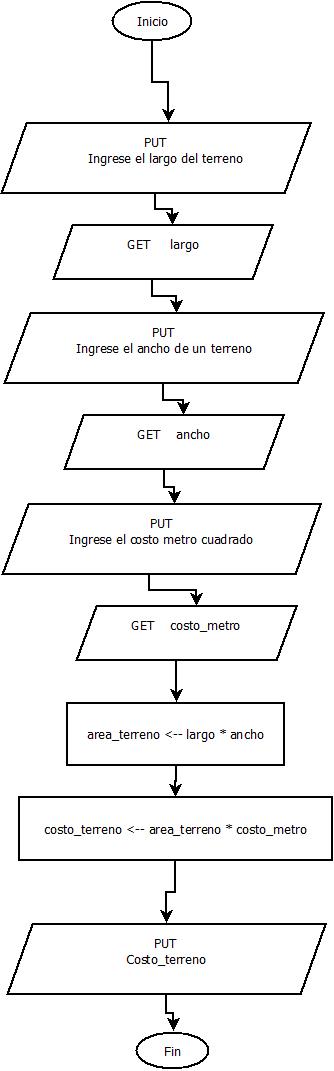 Inicio
PUT
Ingrese el largo del terreno
GET largo
PUT
Ingrese el ancho de un terreno
GET ancho
PUT
Ingrese el costo metro cuadrado
GET costo_metro
area_terreno <-- largo * ancho
costo_terreno <-- area_terreno * costo_metro
PUT
Costo_terreno
Fin